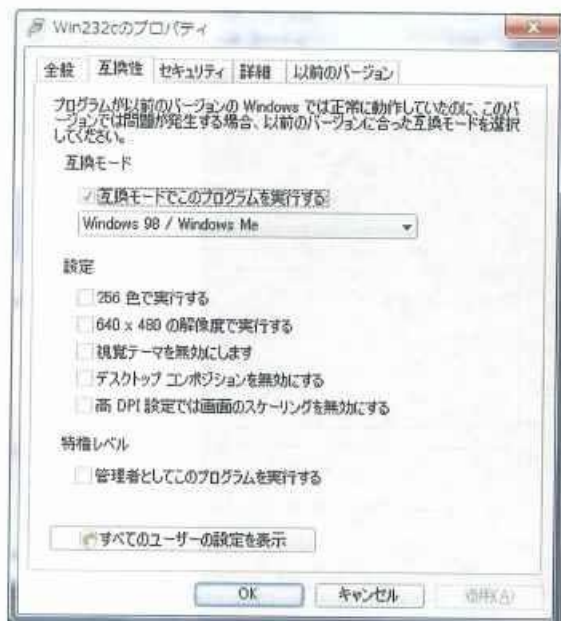 Win232cのプロパティ
全般 互換性 セキュリティ 詳細 以前のバージョン
プログラムが以前のバージョンの Windows では正常に動作していたのに、このバ
ージョンでは問題が発生する場合、以前のバージョンに合った互換モードを選択
してください。
互換モード
互換モードでこのプログラムを実行する
Windows 98 / Windows Me
設定
256 色で実行する
640 x 480 の解像度で実行する
視覚テーマを無効にします
デスクトップ コンポジションを無効にする
高 DPI 設定では画面のスケーリングを無効にする
特権レベル
管理者としてこのプログラムを実行する
すべてのユーザーの設定を表示
OK キャンセル 適用(A)